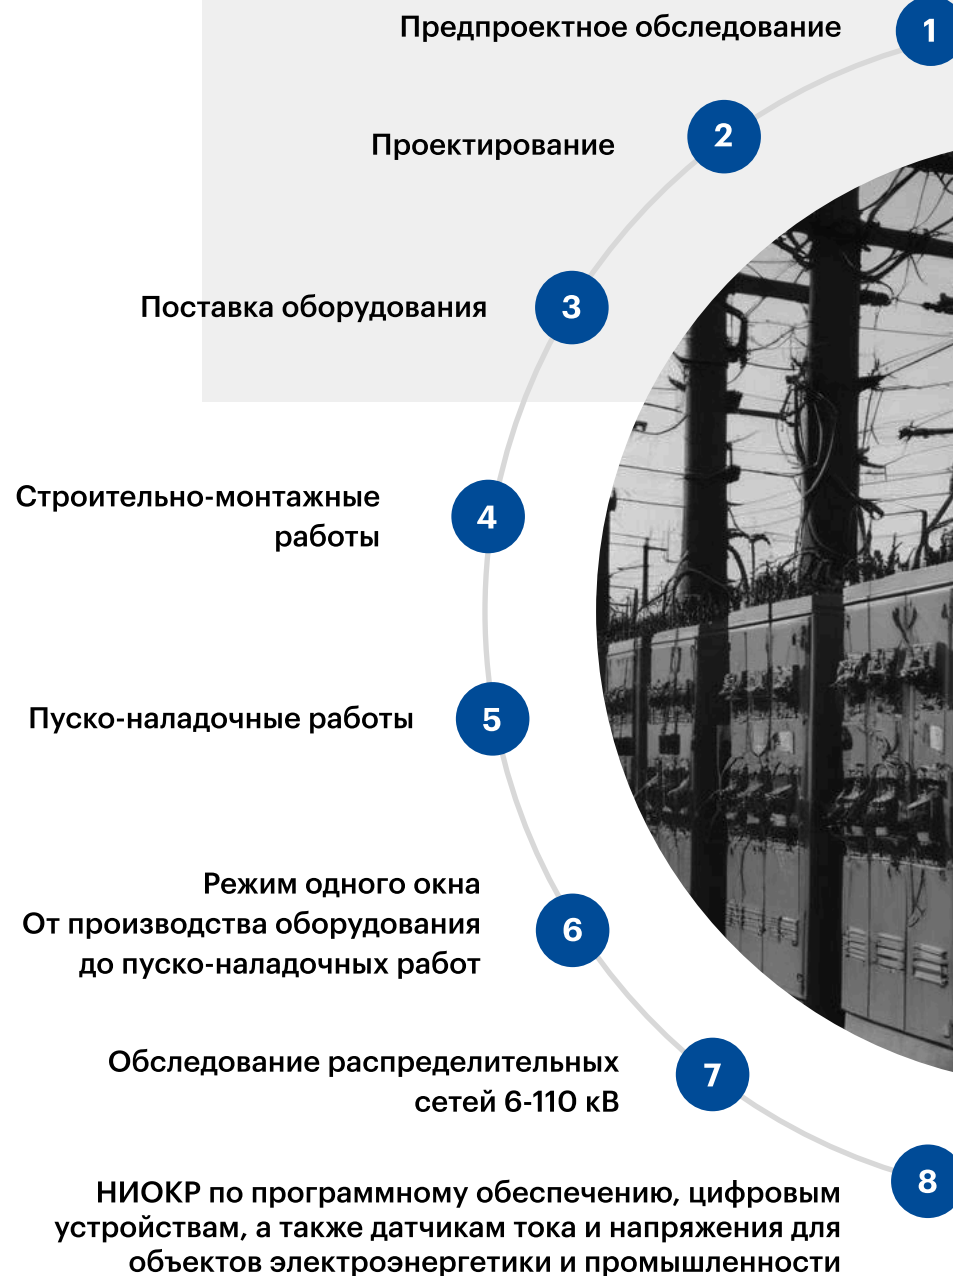 Предпроектное обследование
1
2
Проектирование
Поставка оборудования
3
Строительно-монтажные
работы
4
Пуско-наладочные работы
5
Режим одного окна
От производства оборудования
до пуско-наладочных работ
6
Обследование распределительных
сетей 6-110 кВ
7
8
НИОКР по программному обеспечению, цифровым
устройствам, а также датчикам тока и напряжения для
объектов электроэнергетики и промышленности